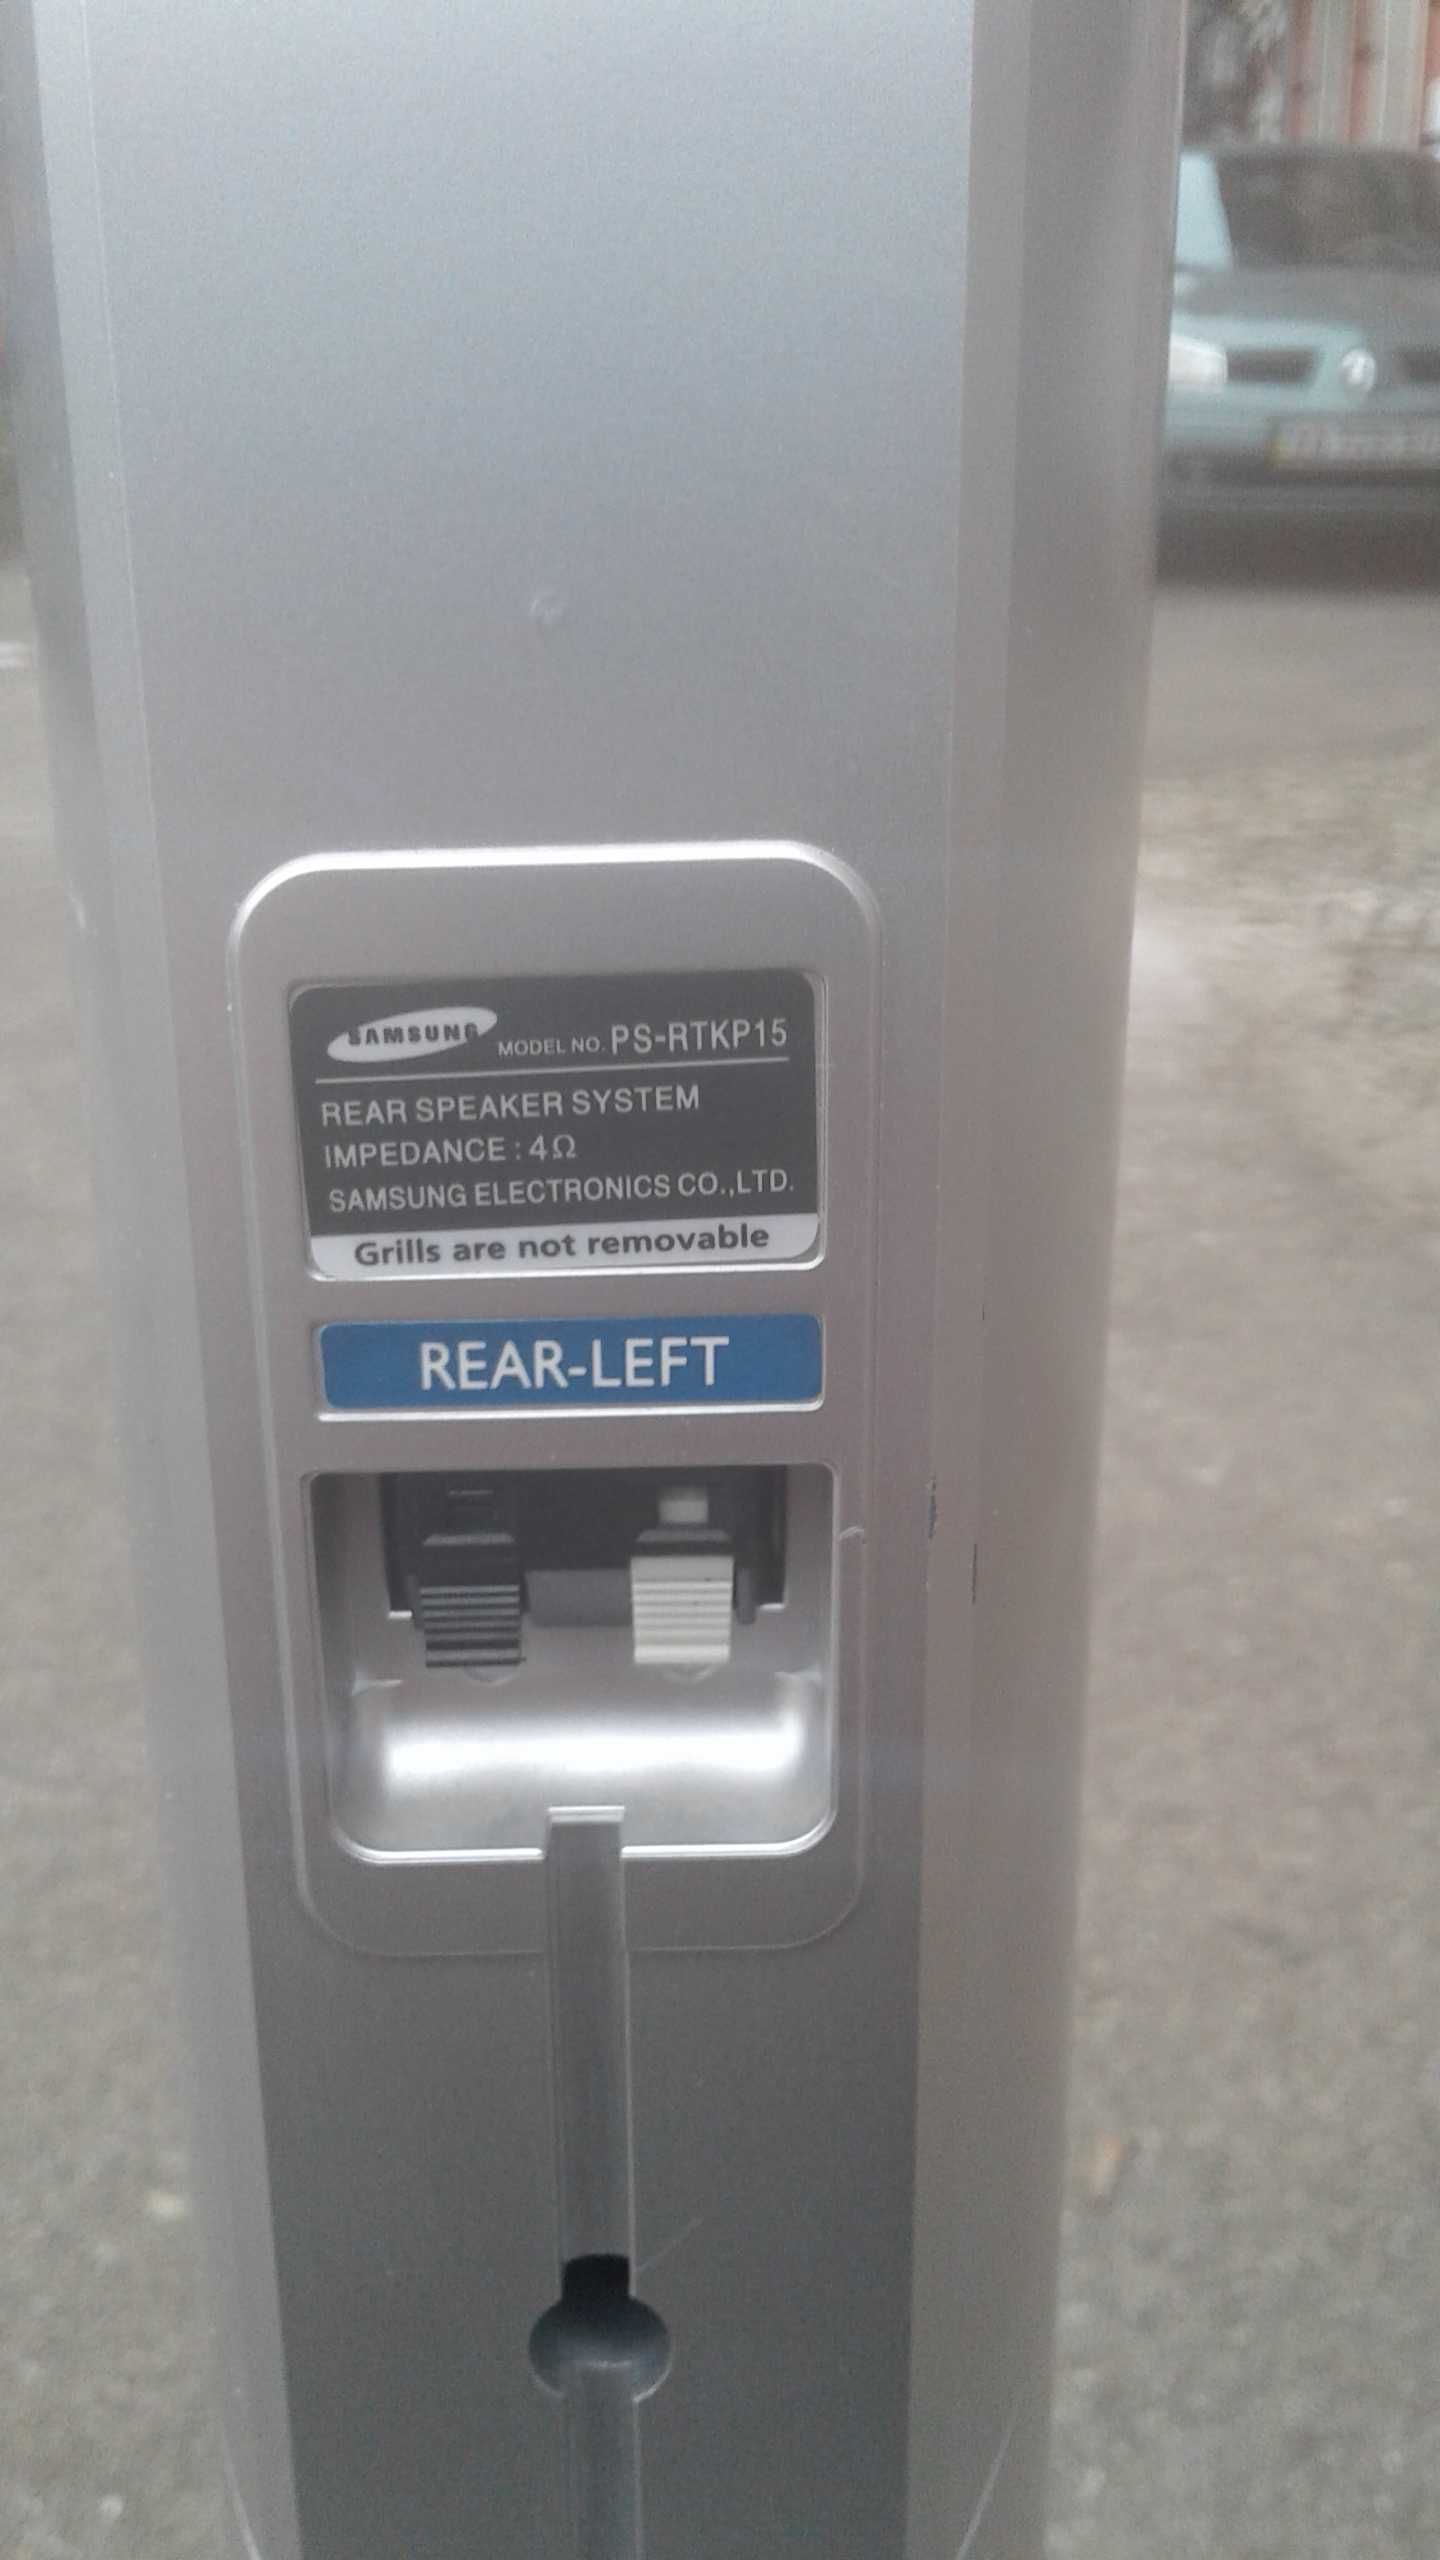 SAMSUNG MODEL NO. PS-RTKP15
REAR SPEAKER SYSTEM
IMPEDANCE : 4Ω
SAMSUNG ELECTRONICS CO.,LTD.
Grills are not removable
REAR-LEFT